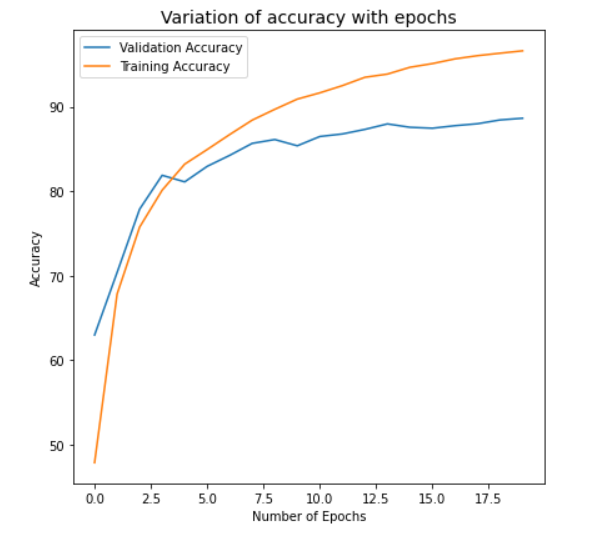 Variation of accuracy with epochs
Validation Accuracy
Training Accuracy
Accuracy
90
80
70
60
50
0.0 2.5 5.0 7.5 10.0 12.5 15.0 17.5
Number of Epochs